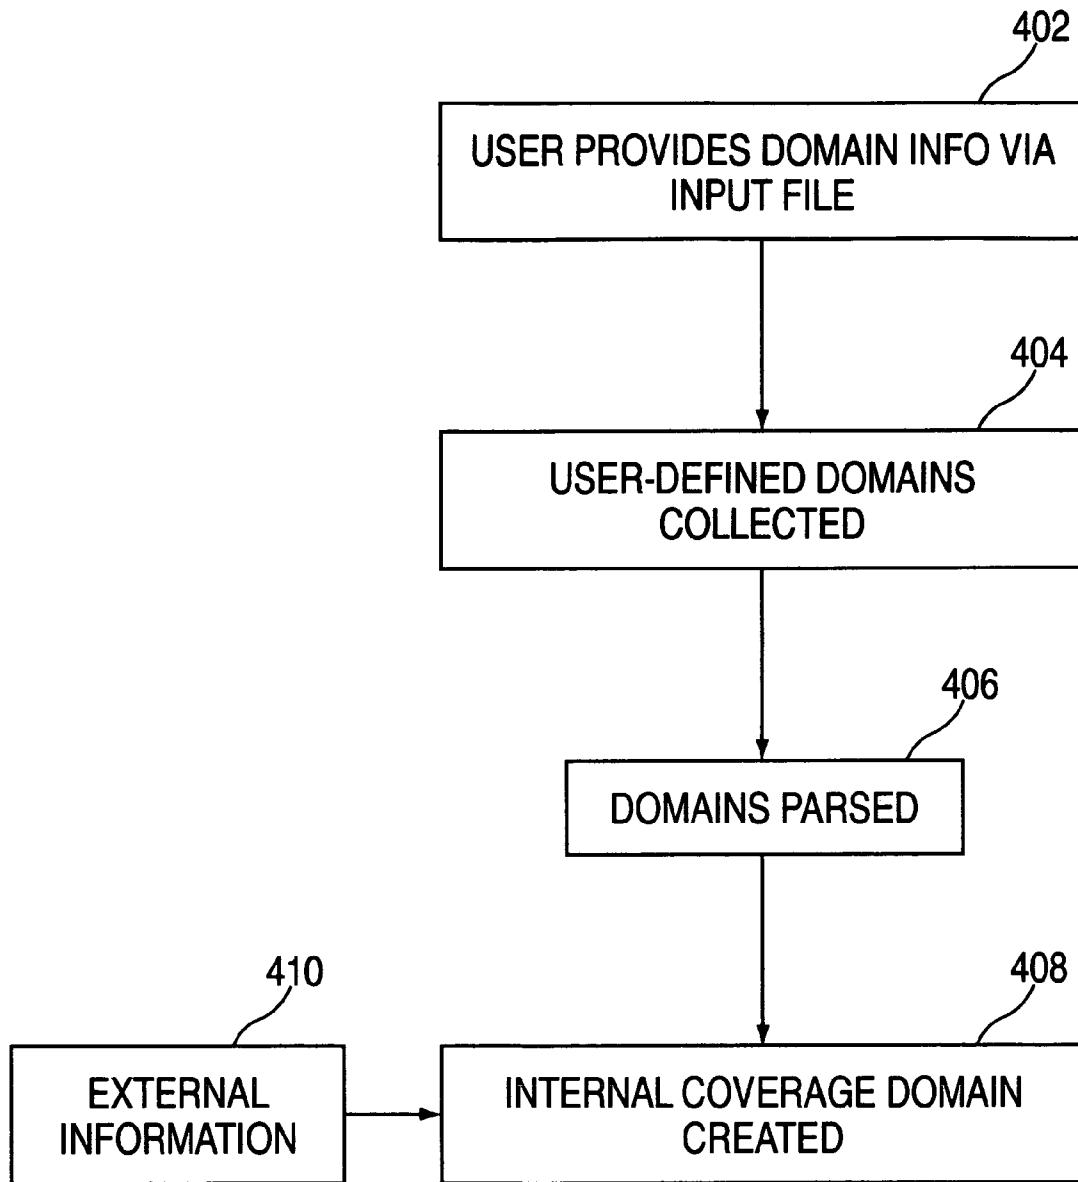 402
USER PROVIDES DOMAIN INFO VIA
INPUT FILE
404
USER-DEFINED DOMAINS
COLLECTED
406
DOMAINS PARSED
410
EXTERNAL
INFORMATION
408
INTERNAL COVERAGE DOMAIN
CREATED